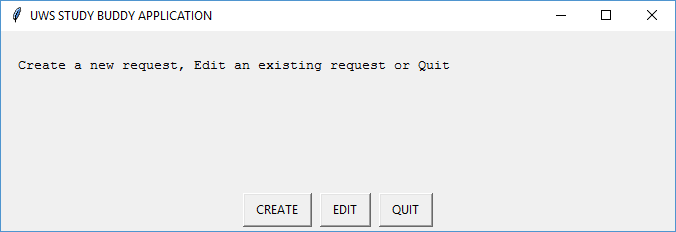 UWS STUDY BUDDY APPLICATION
Create a new request, Edit an existing request or Quit
CREATE EDIT QUIT